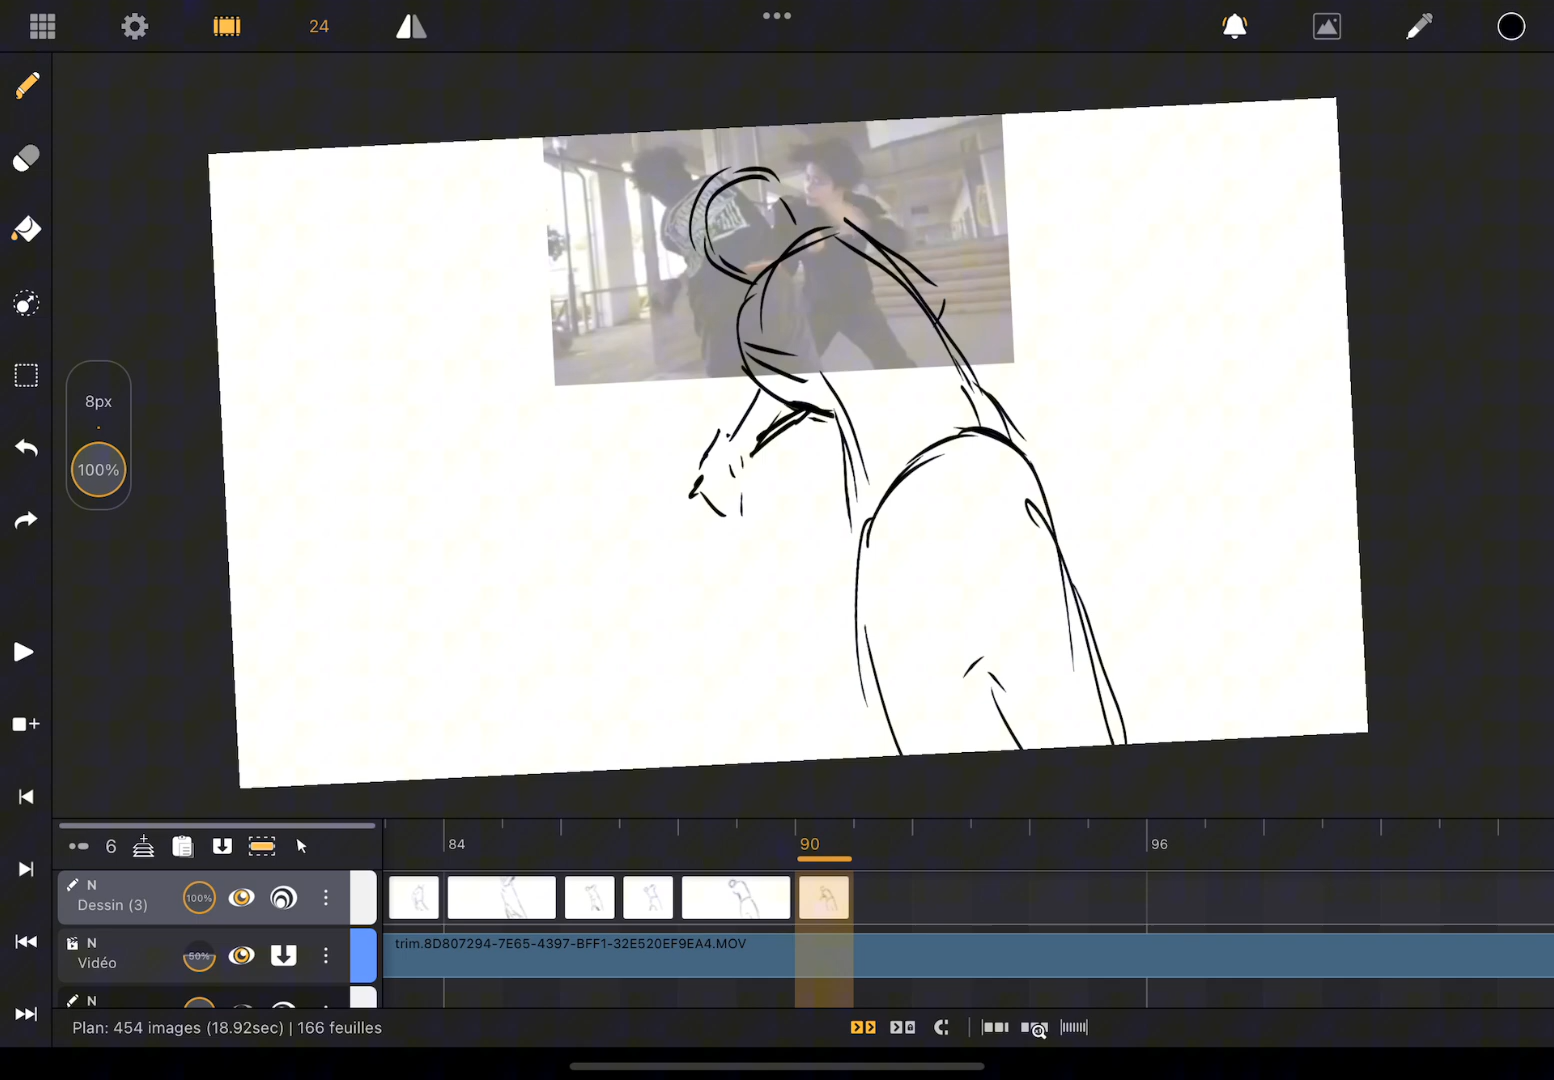 24
8px
100%
6
84
90
96
N
Dessin (3)
100%
trim.8D807294-7E65-4397-BFF1-32E520EF9EA4.MOV
N
Vidéo
50%
N
Plan: 454 images (18.92sec) | 166 feuilles